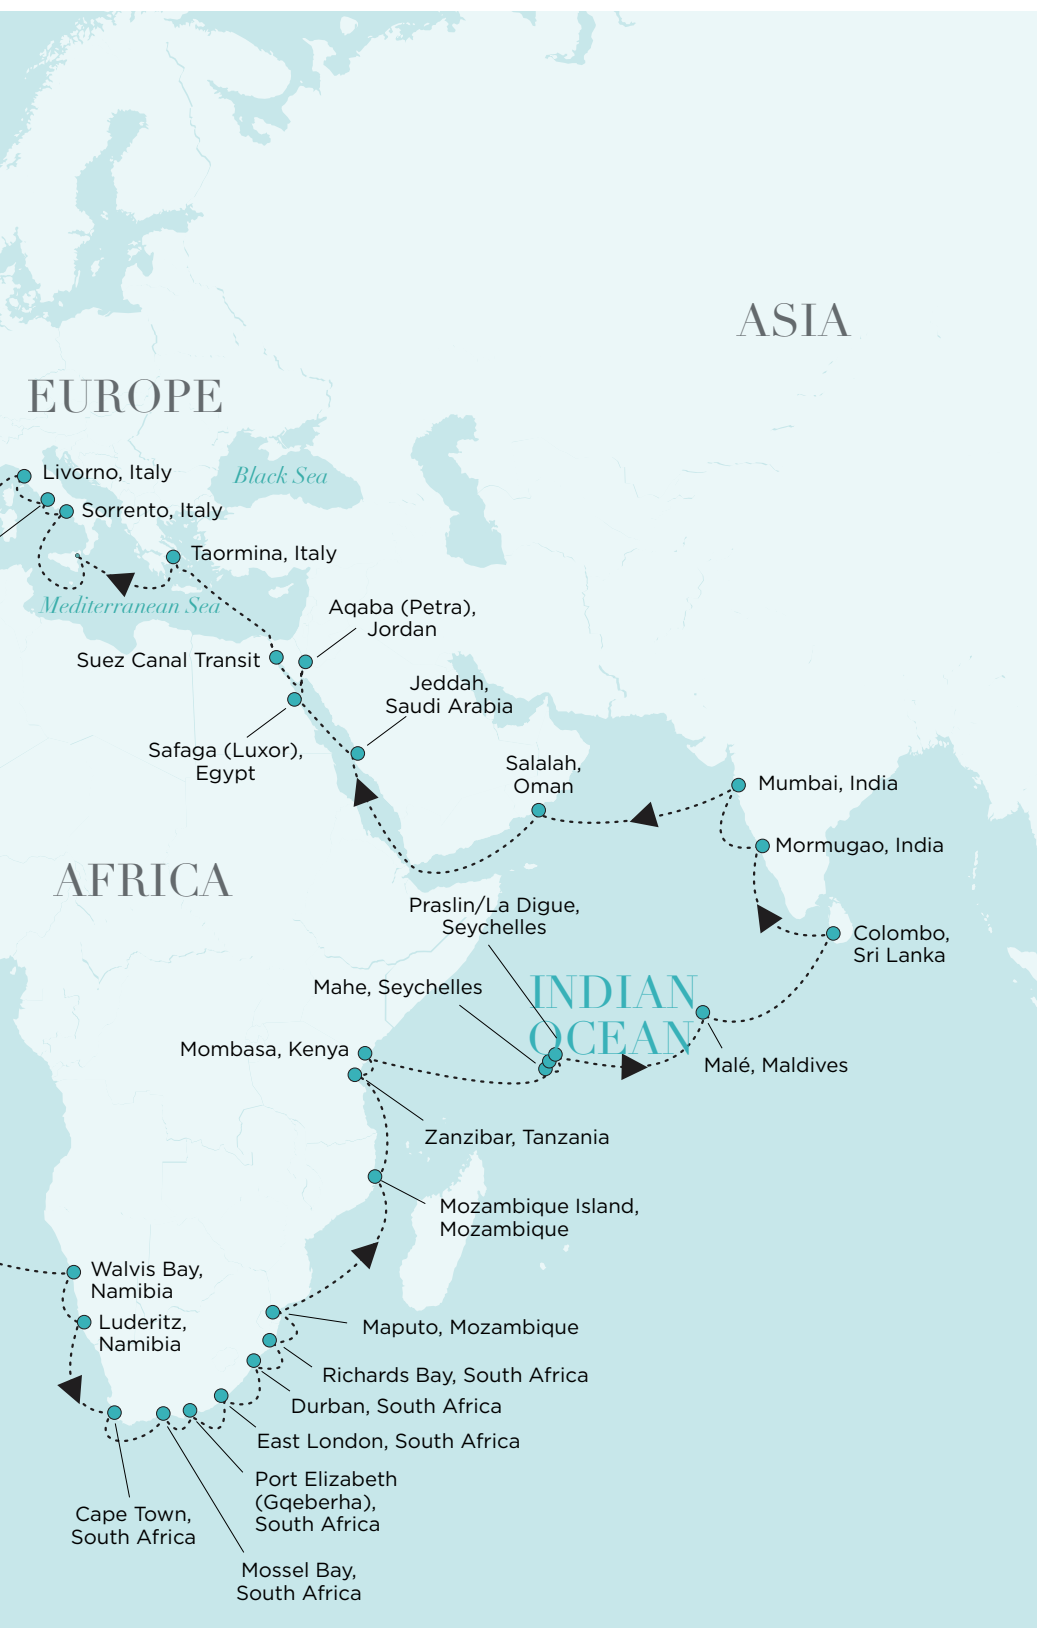 ASIA
EUROPE
Livorno, Italy
Black Sea
Sorrento, Italy
Taormina, Italy
Mediterranean Sea
Aqaba (Petra),
Jordan
Suez Canal Transit
Jeddah,
Saudi Arabia
Safaga (Luxor),
Egypt
Salalah,
Oman
Mumbai, India
Mormugao, India
AFRICA
Praslin/La Digue,
Seychelles
Colombo,
Sri Lanka
Mahe, Seychelles
INDIAN
OCEAN
Mombasa, Kenya
Malé, Maldives
Zanzibar, Tanzania
Mozambique Island,
Mozambique
Walvis Bay,
Namibia
Luderitz,
Namibia
Maputo, Mozambique
Richards Bay, South Africa
Durban, South Africa
East London, South Africa
Port Elizabeth
(Gqeberha),
South Africa
Cape Town,
South Africa
Mossel Bay,
South Africa